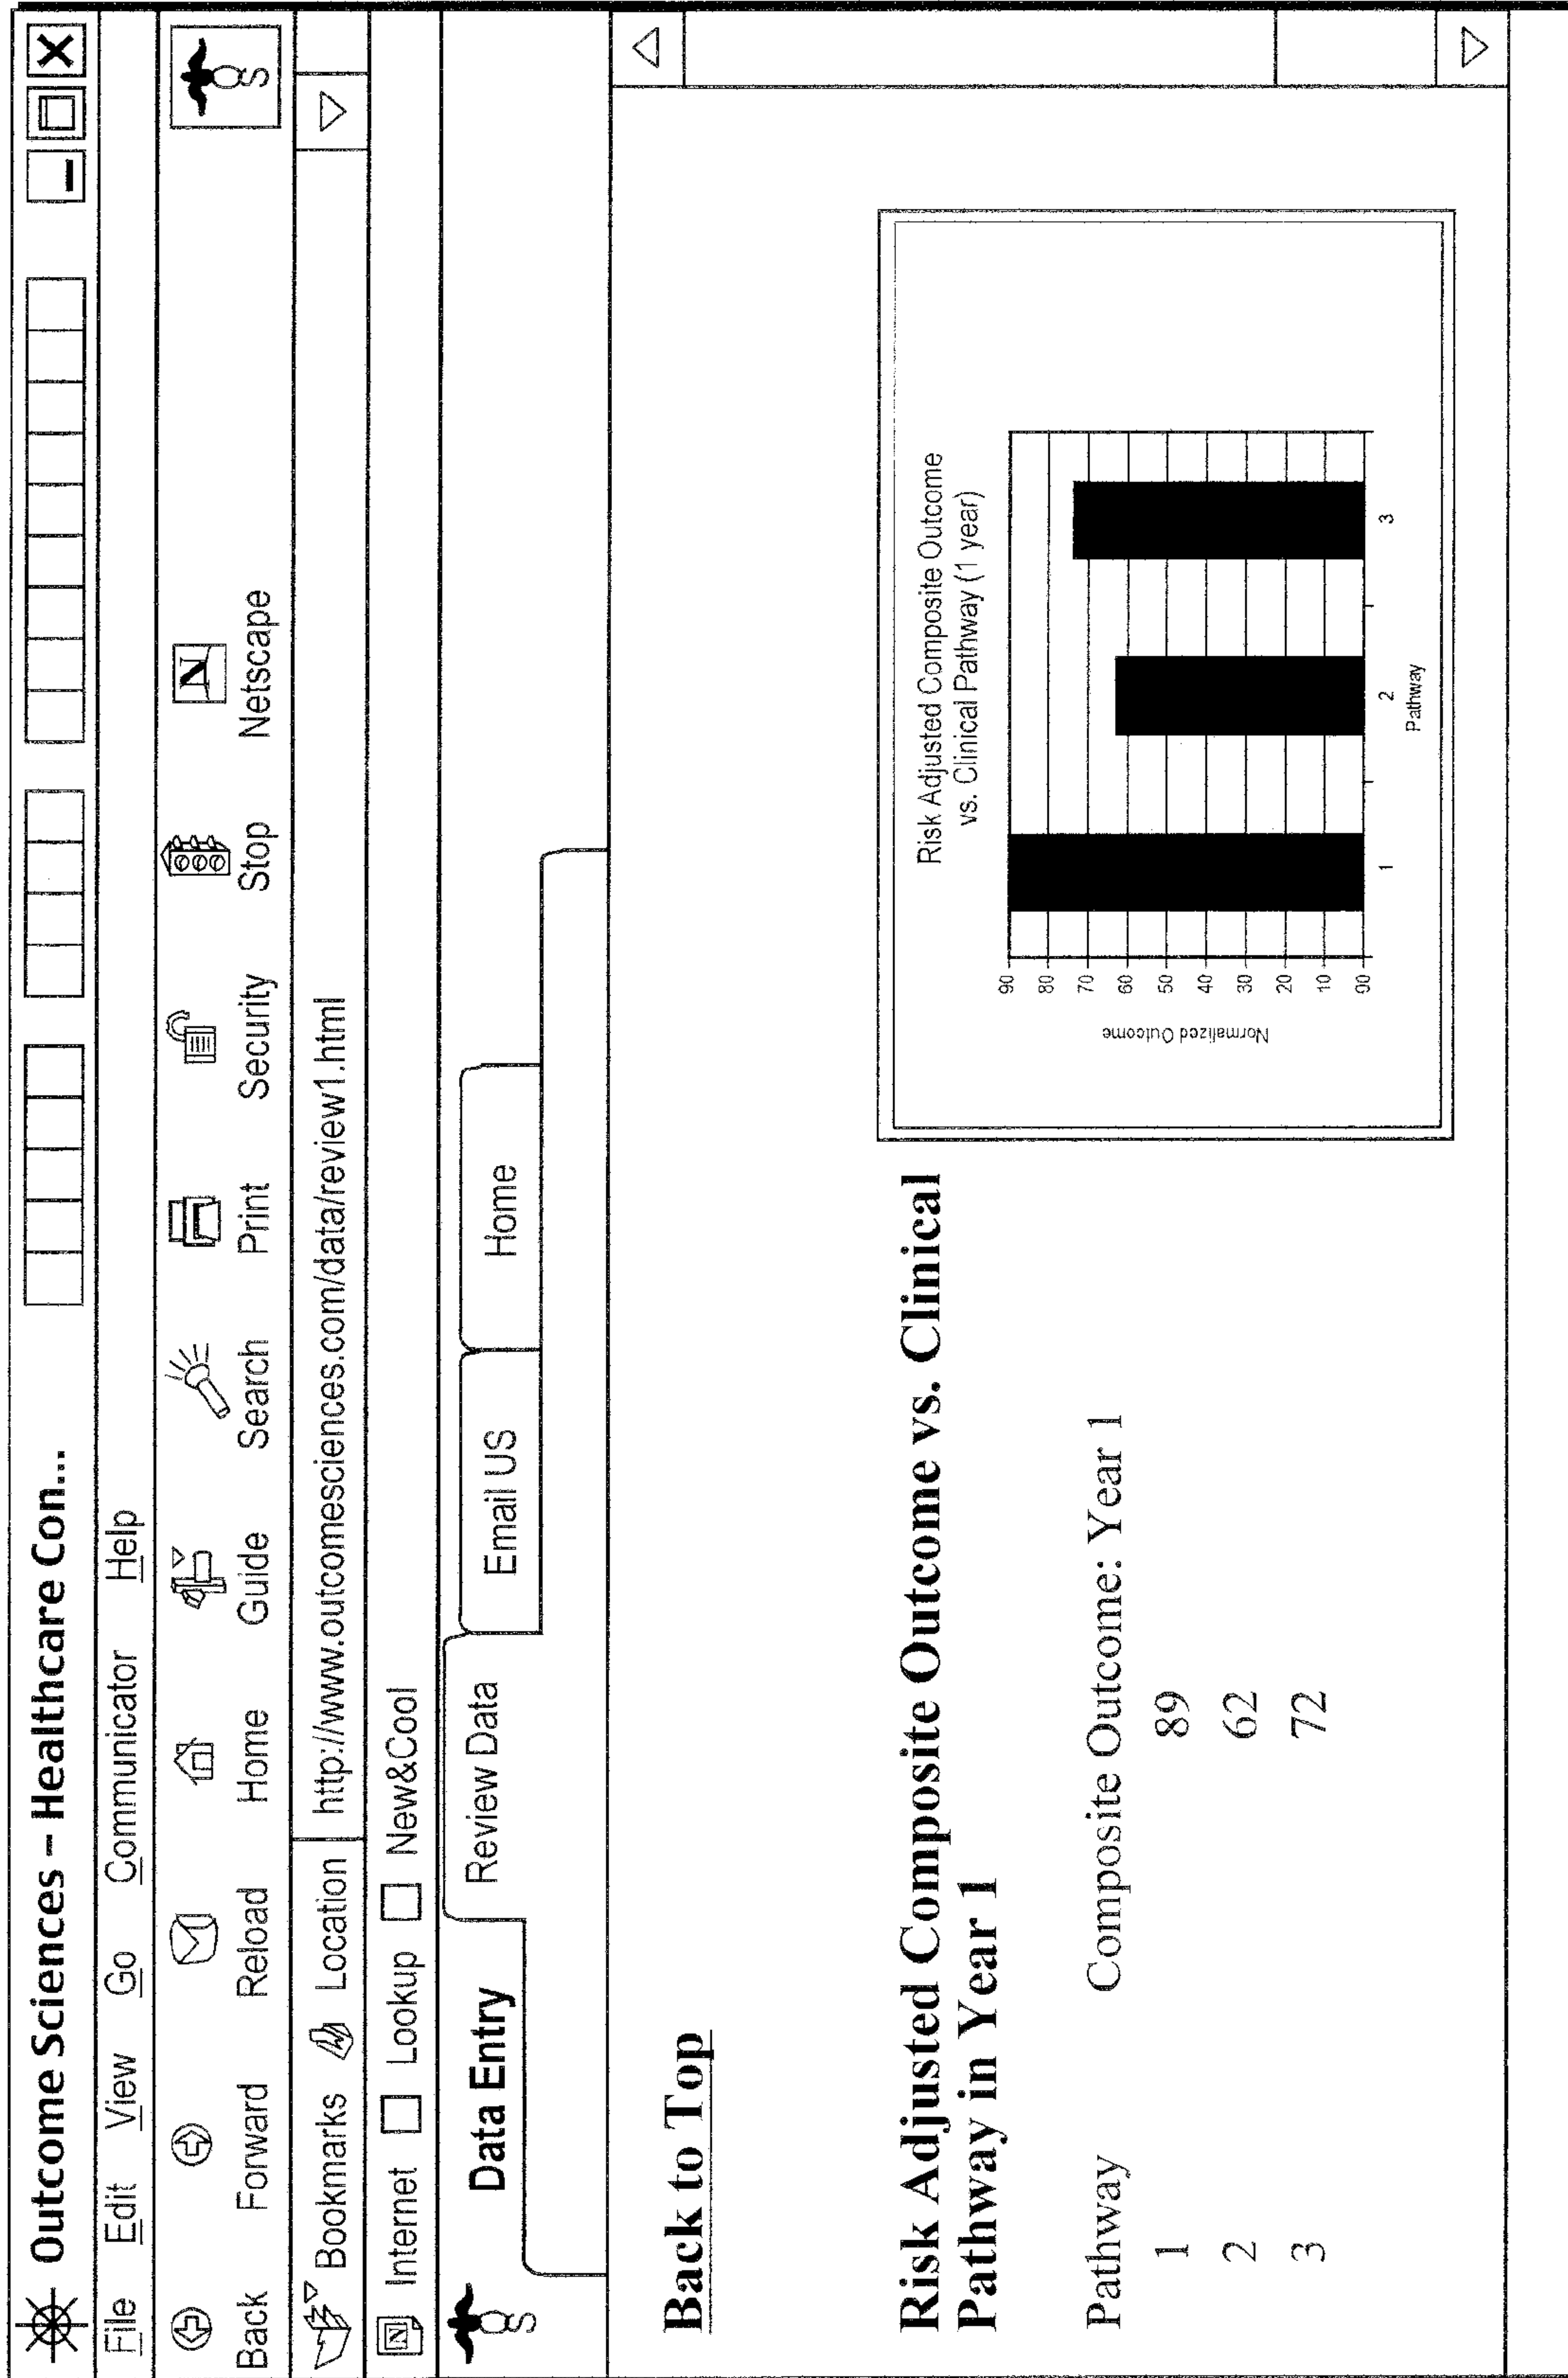 Outcome Sciences – Healthcare Con...
File Edit View Go Communicator Help
Back Forward Reload Home Guide Search Print Security Stop Netscape
N
QS
Bookmarks Location http://www.outcomesciences.com/data/review1.html
N Internet Lookup New&Cool
QS
Data Entry Review Data Email US Home
Back to Top
Risk Adjusted Composite Outcome vs. Clinical
Pathway in Year 1
Pathway Composite Outcome: Year 1
1 89
2 62
3 72
Risk Adjusted Composite Outcome
vs. Clinical Pathway (1 year)
Normalized Outcome
90
80
70
60
50
40
30
20
10
90
1 2 3
Pathway